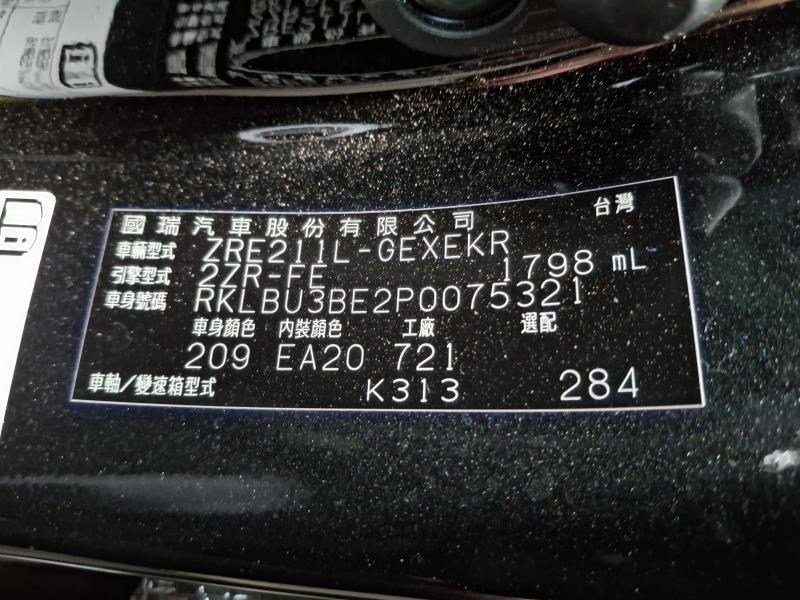 國瑞汽車股份有限公司 台灣
車輛型式 ZRE211L-GEXEKR
引擎型式 2ZR-FE 1798 mL
車身號碼 RKLBU3BE2P0075321
車身顏色 內裝顏色 工廠 選配
209 EA20 721
車軸/變速箱型式 K313 284